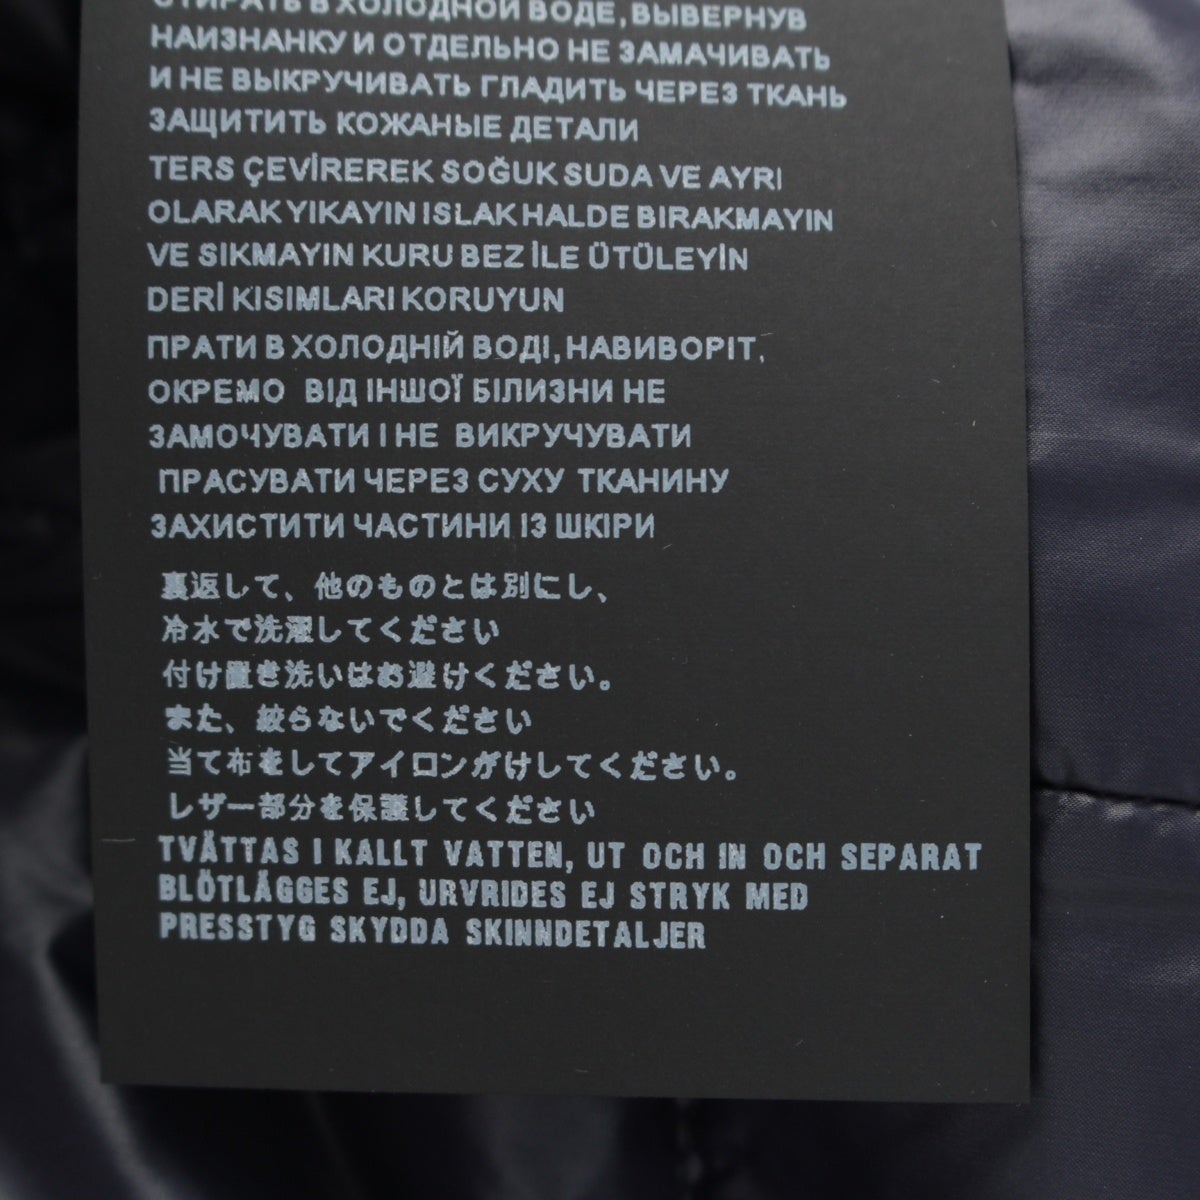 СТИРАТЬ В ХОЛОДНОЙ ВОДЕ, ВЫВЕРНУВ
НАИЗНАНКУ И ОТДЕЛЬНО НЕ ЗАМАЧИВАТЬ
И НЕ ВЫКРУЧИВАТЬ ГЛАДИТЬ ЧЕРЕЗ ТКАНЬ
ЗАЩИТИТЬ КОЖАНЫЕ ДЕТАЛИ
TERS ÇEVİREREK SOĞUK SUDA VE AYRI
OLARAK YIKAYIN ISLAK HALDE BIRAKMAYIN
VE SIKMAYIN KURU BEZ İLE ÜTÜLEYİN
DERİ KISIMLARI KORUYUN
ПРАТИ В ХОЛОДНІЙ ВОДІ, НАВИВОРІТ,
ОКРЕМО ВІД ІНШОЇ БІЛИЗНИ НЕ
ЗАМОЧУВАТИ І НЕ ВИКРУЧУВАТИ
ПРАСУВАТИ ЧЕРЕЗ СУХУ ТКАНИНУ
ЗАХИСТИТИ ЧАСТИНИ ІЗ ШКІРИ
裏返して、他のものとは別にし、
冷水で洗濯してください
付け置き洗いはお避けください。
また、絞らないでください
当て布をしてアイロンがけしてください。
レザー部分を保護してください
TVÄTTAS I KALLT VATTEN, UT OCH IN OCH SEPARAT
BLÖTLÄGGES EJ, URVRIDES EJ STRYK MED
PRESSTYG SKYDDA SKINNDETALJER